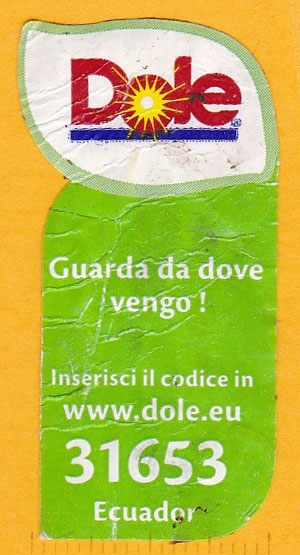 Dole
Guarda da dove
vengo !
Inserisci il codice in
www.dole.eu
31653
Ecuador